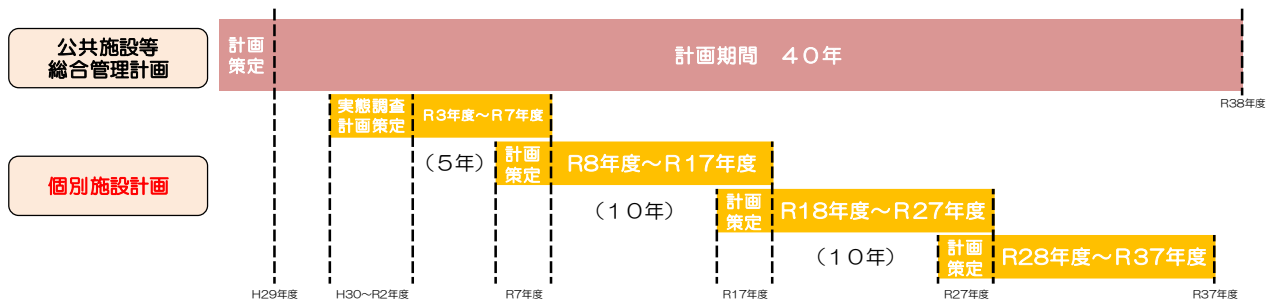 公共施設等
総合管理計画
計画
策定
計画期間　４０年
R38年度
実態調査
計画策定
R3年度～R7年度
個別施設計画
（５年）
計画
策定
R8年度～R17年度
（１０年）
計画
策定
R18年度～R27年度
（１０年）
計画
策定
R28年度～R37年度
H29年度
H30～R2年度
R7年度
R17年度
R27年度
R37年度